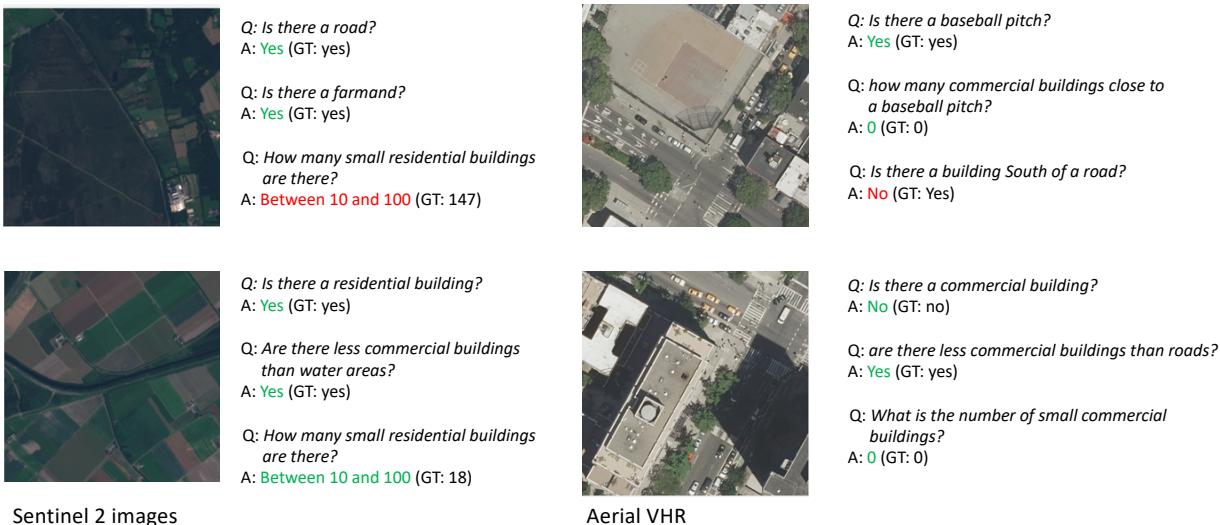 Q: Is there a road?
A: Yes (GT: yes)
Q: Is there a farmand?
A: Yes (GT: yes)
Q: How many small residential buildings
are there?
A: Between 10 and 100 (GT: 147)
Q: Is there a baseball pitch?
A: Yes (GT: yes)
Q: how many commercial buildings close to
a baseball pitch?
A: 0 (GT: 0)
Q: Is there a building South of a road?
A: No (GT: Yes)
Q: Is there a residential building?
A: Yes (GT: yes)
Q: Are there less commercial buildings
than water areas?
A: Yes (GT: yes)
Q: How many small residential buildings
are there?
A: Between 10 and 100 (GT: 18)
Q: Is there a commercial building?
A: No (GT: no)
Q: are there less commercial buildings than roads?
A: Yes (GT: yes)
Q: What is the number of small commercial
buildings?
A: 0 (GT: 0)
Sentinel 2 images
Aerial VHR